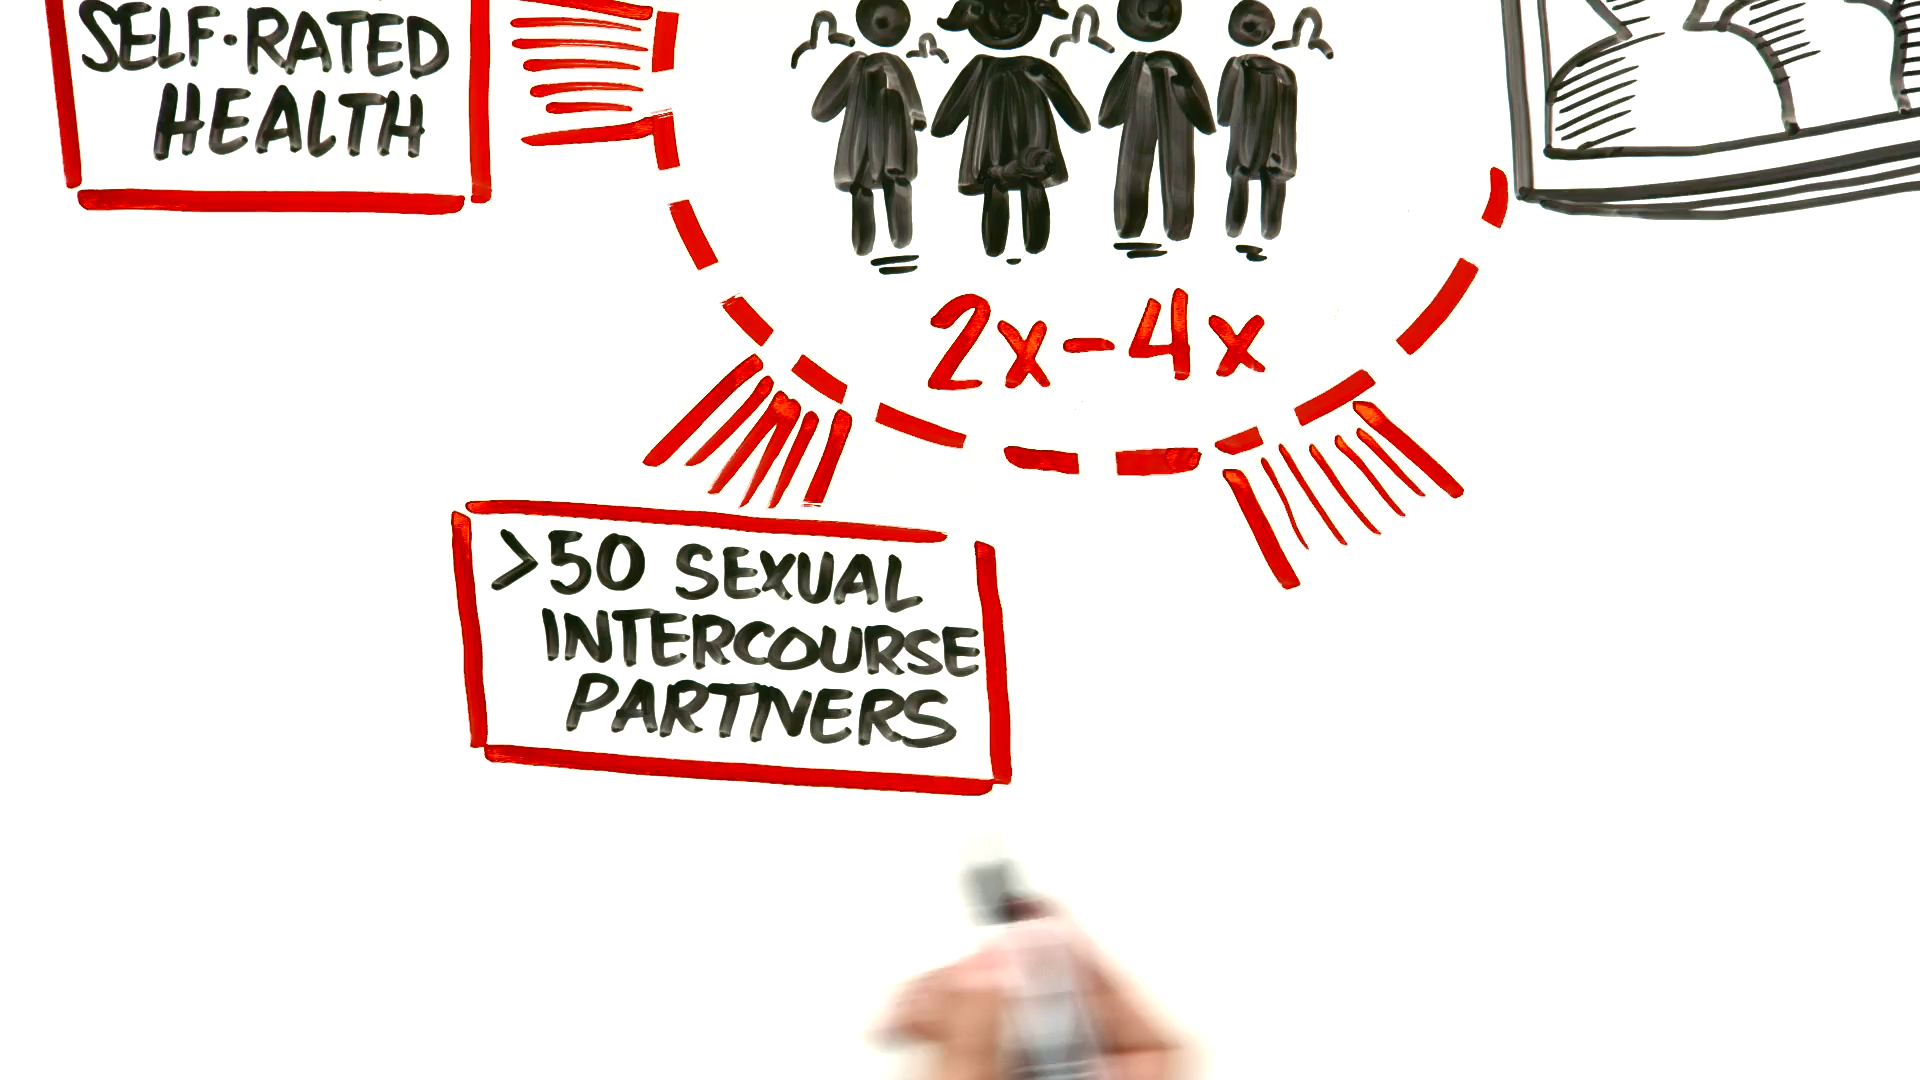 SELF-RATED
HEALTH
2x-4x
>50 SEXUAL
INTERCOURSE
PARTNERS